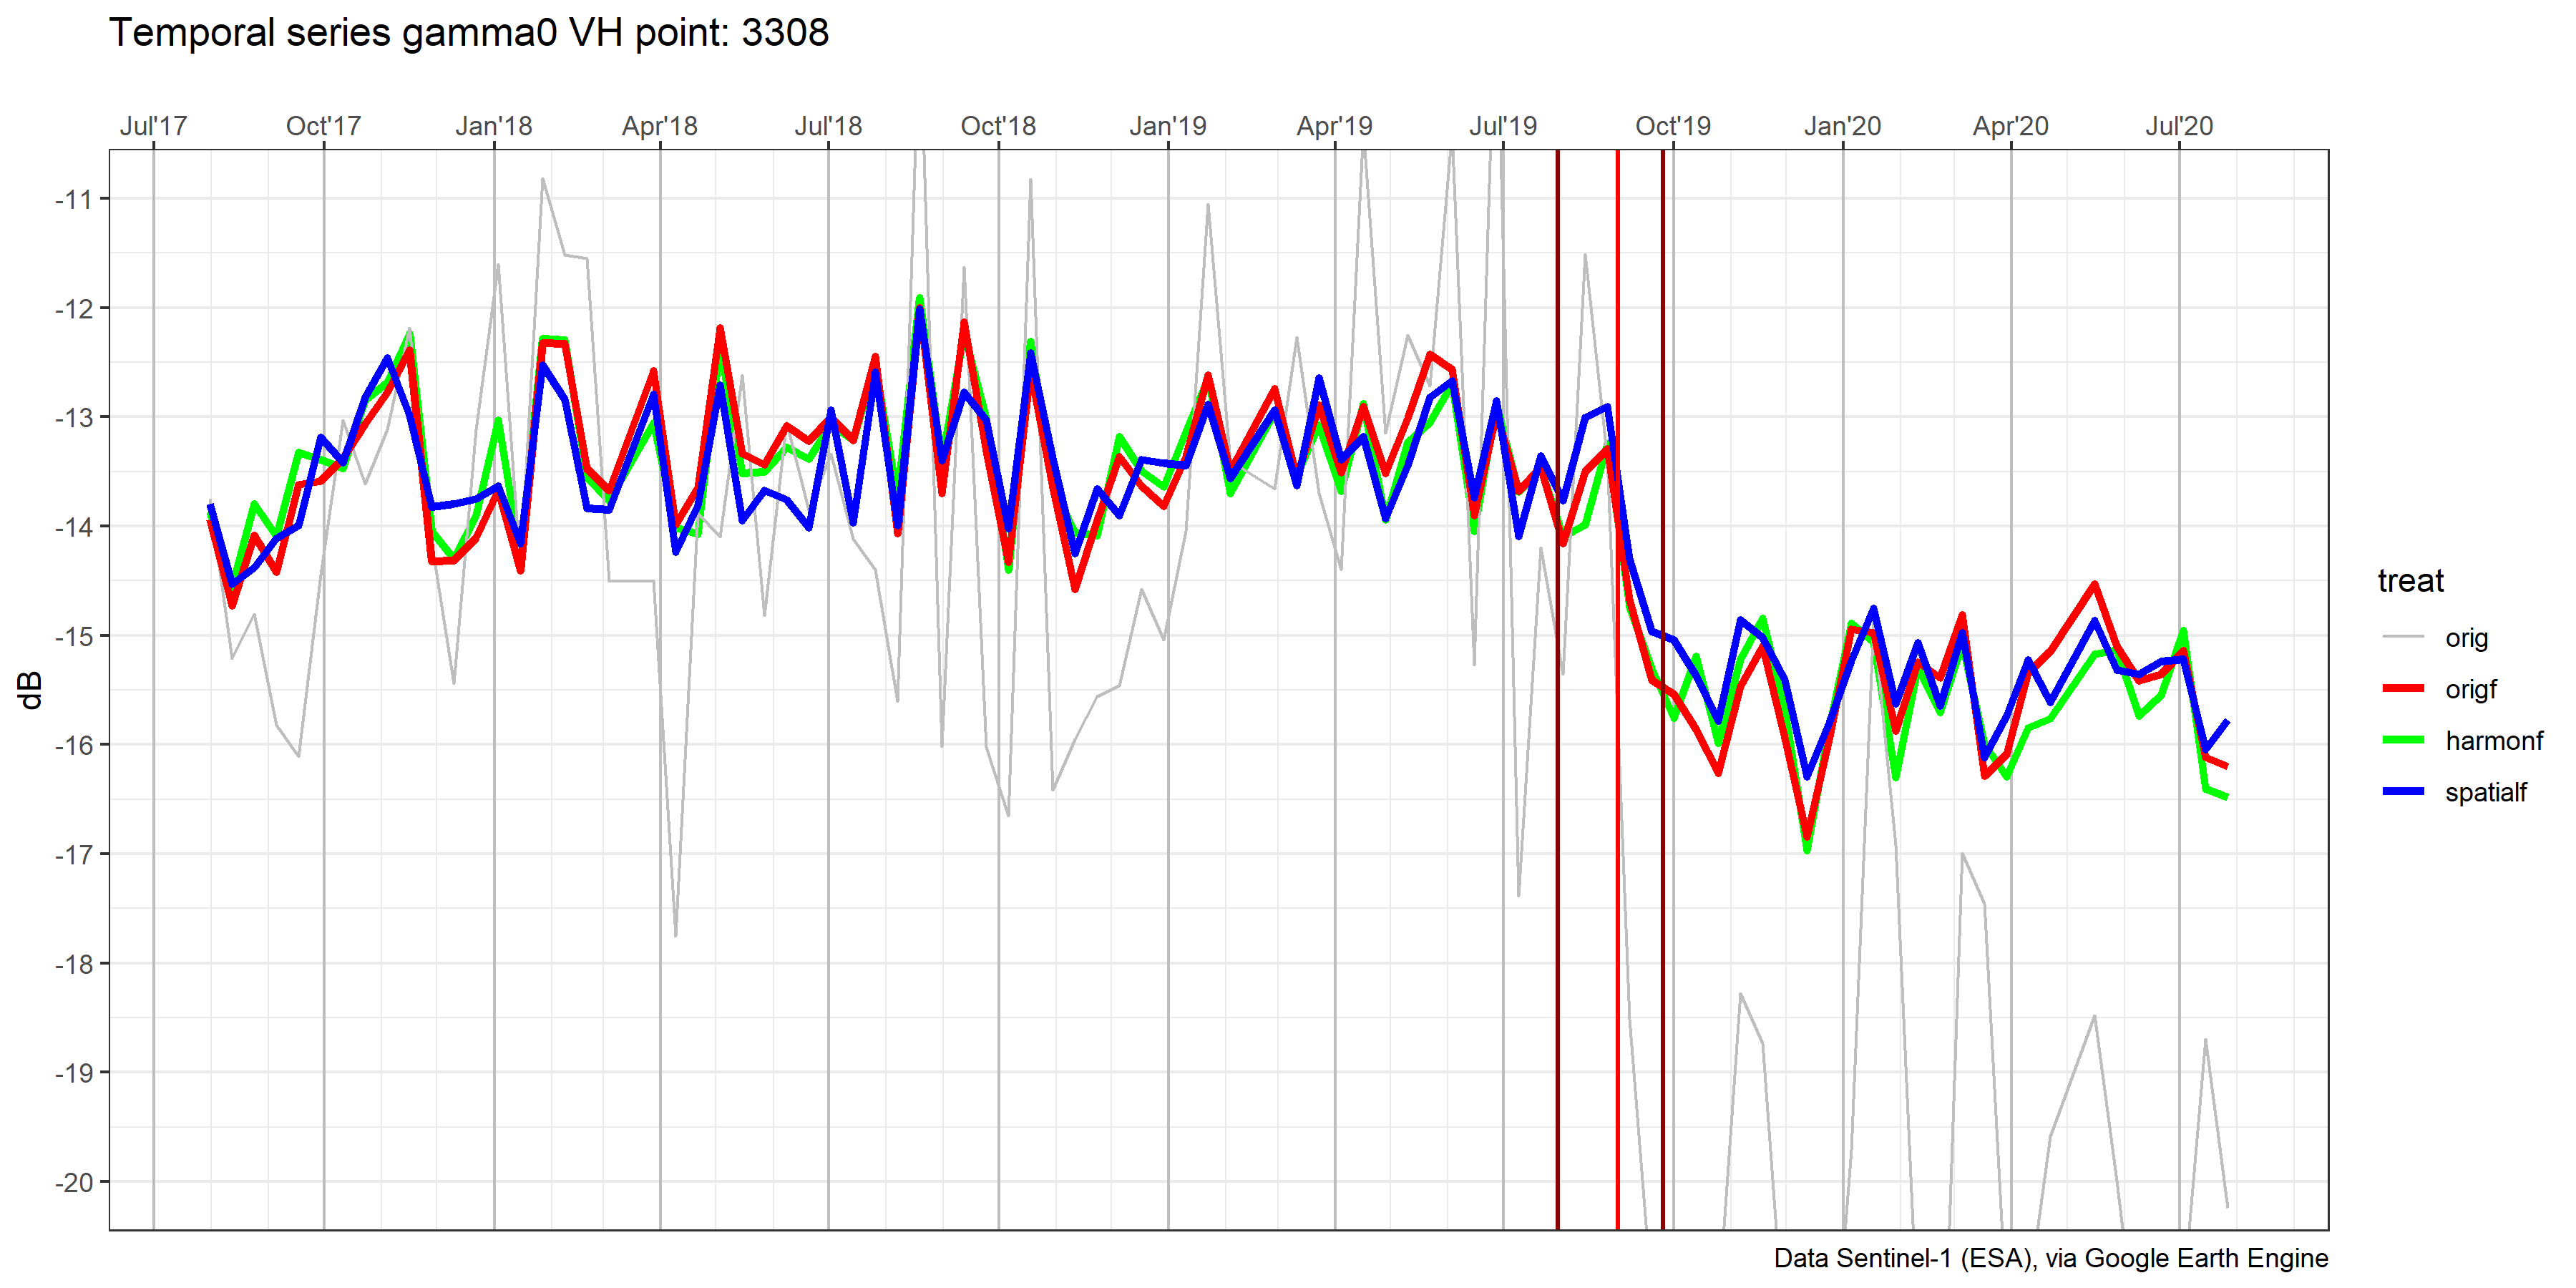 Temporal series gamma0 VH point: 3308
Jul'17 Oct'17 Jan'18 Apr'18 Jul'18 Oct'18 Jan'19 Apr'19 Jul'19 Oct'19 Jan'20 Apr'20 Jul'20
-11
-12
-13
-14
-15
-16
-17
-18
-19
-20
dB
treat
orig
origf
harmonf
spatialf
Data Sentinel-1 (ESA), via Google Earth Engine